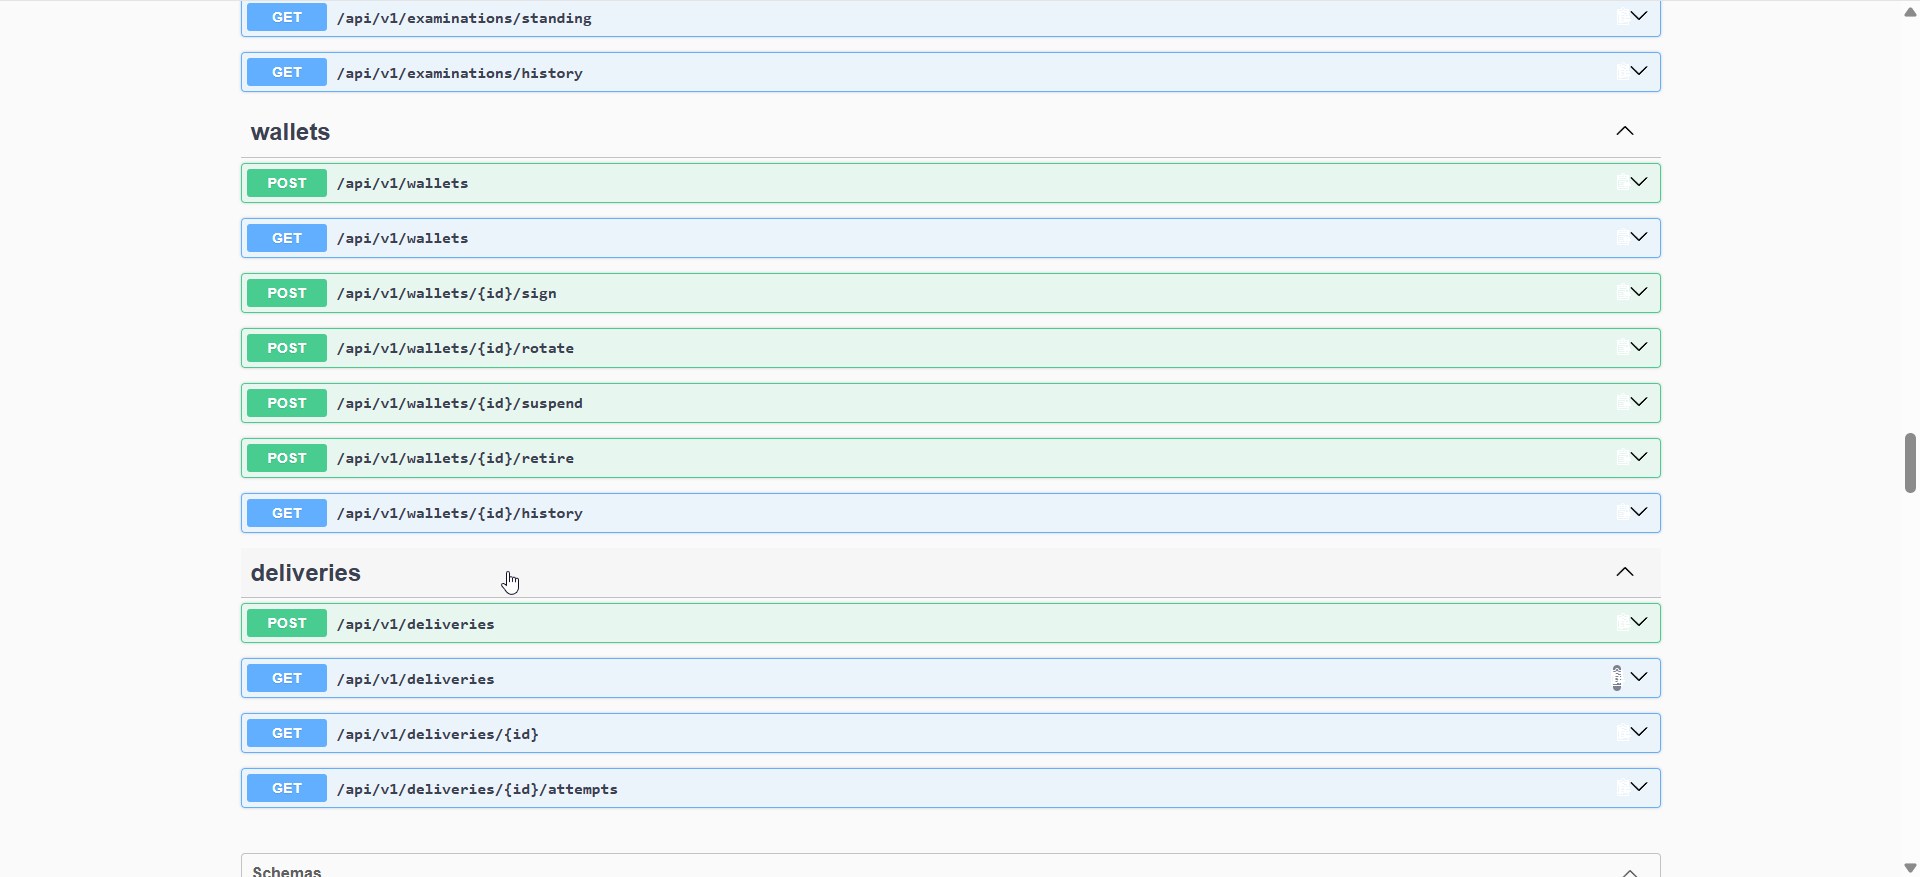 GET /api/v1/examinations/standing
GET /api/v1/examinations/history
wallets
POST /api/v1/wallets
GET /api/v1/wallets
POST /api/v1/wallets/{id}/sign
POST /api/v1/wallets/{id}/rotate
POST /api/v1/wallets/{id}/suspend
POST /api/v1/wallets/{id}/retire
GET /api/v1/wallets/{id}/history
deliveries
POST /api/v1/deliveries
GET /api/v1/deliveries
GET /api/v1/deliveries/{id}
GET /api/v1/deliveries/{id}/attempts
Schemas